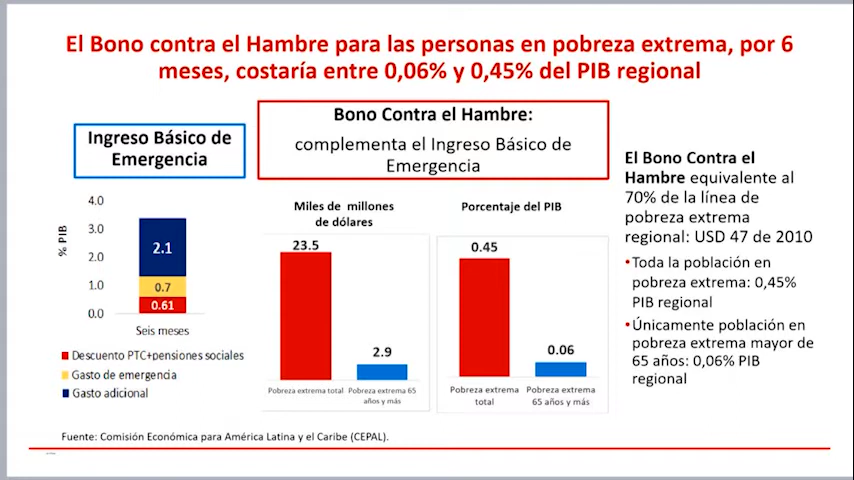 El Bono contra el Hambre para las personas en pobreza extrema, por 6
meses, costaría entre 0,06% y 0,45% del PIB regional
Ingreso Básico de
Emergencia
% PIB
4.0
3.0
2.0
1.0
0.0
2.1
0.7
0.61
Seis meses
Descuento PTC+pensiones sociales
Gasto de emergencia
Gasto adicional
Bono Contra el Hambre:
complementa el Ingreso Básico de
Emergencia
Miles de millones
de dólares
23.5
2.9
Pobreza extrema total
Pobreza extrema 65
años y más
Porcentaje del PIB
0.45
0.06
Pobreza extrema
total
Pobreza extrema
65 años y más
El Bono Contra el
Hambre equivalente al
70% de la línea de
pobreza extrema
regional: USD 47 de 2010
•Toda la población en
pobreza extrema: 0,45%
PIB regional
•Únicamente población en
pobreza extrema mayor de
65 años: 0,06% PIB
regional
Fuente: Comisión Económica para América Latina y el Caribe (CEPAL).